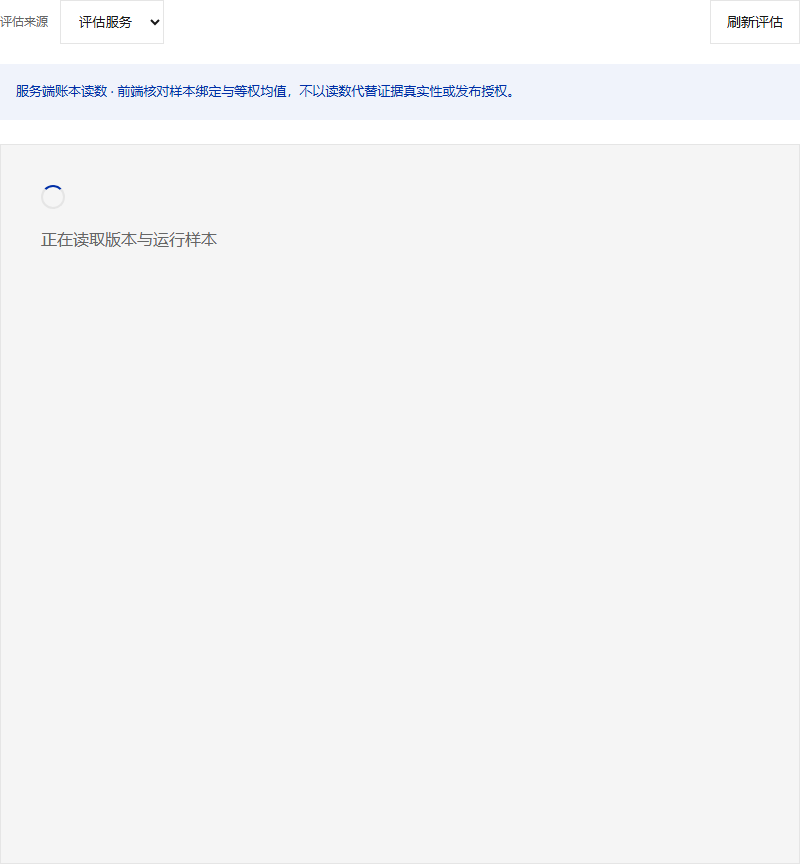 评估来源 评估服务 刷新评估
服务端账本读数 · 前端核对样本绑定与等权均值，不以读数代替证据真实性或发布授权。
正在读取版本与运行样本